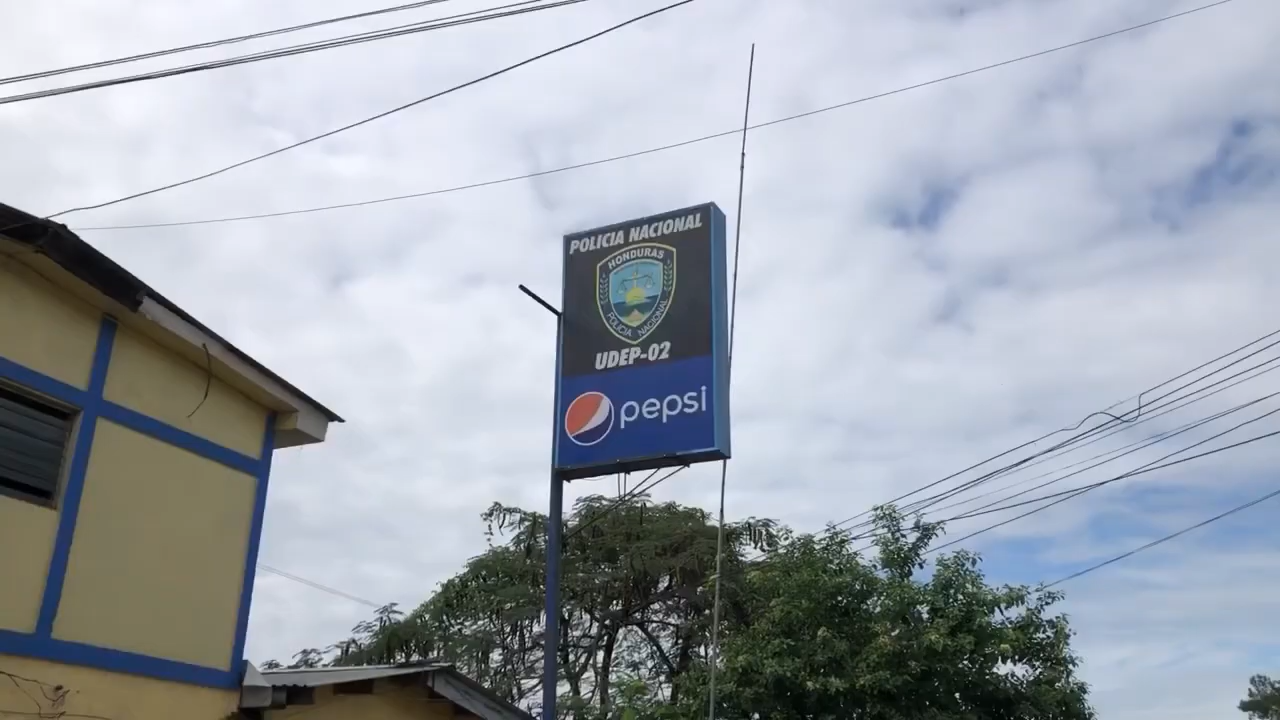 POLICIA NACIONAL
HONDURAS
POLICIA NACIONAL
UDEP-02
pepsi